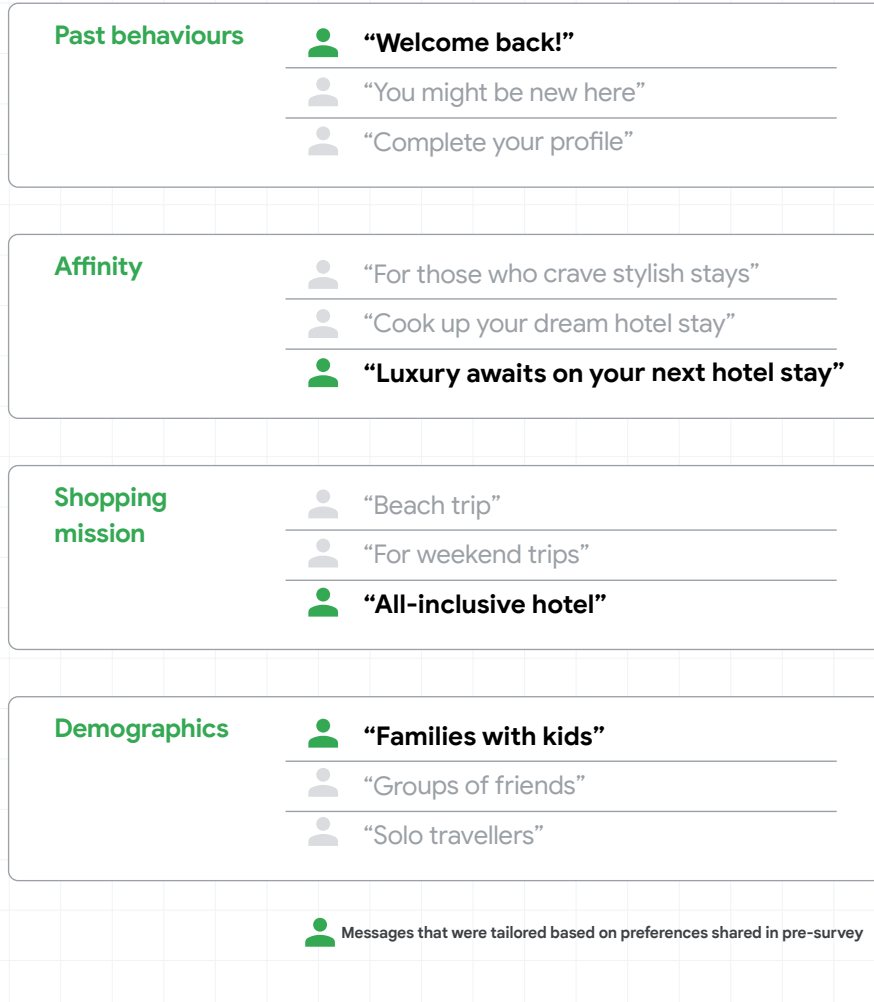 Past behaviours
“Welcome back!”
“You might be new here”
“Complete your profile”
Affinity
“For those who crave stylish stays”
“Cook up your dream hotel stay”
“Luxury awaits on your next hotel stay”
Shopping
mission
“Beach trip”
“For weekend trips”
“All-inclusive hotel”
Demographics
“Families with kids”
“Groups of friends”
“Solo travellers”
Messages that were tailored based on preferences shared in pre-survey